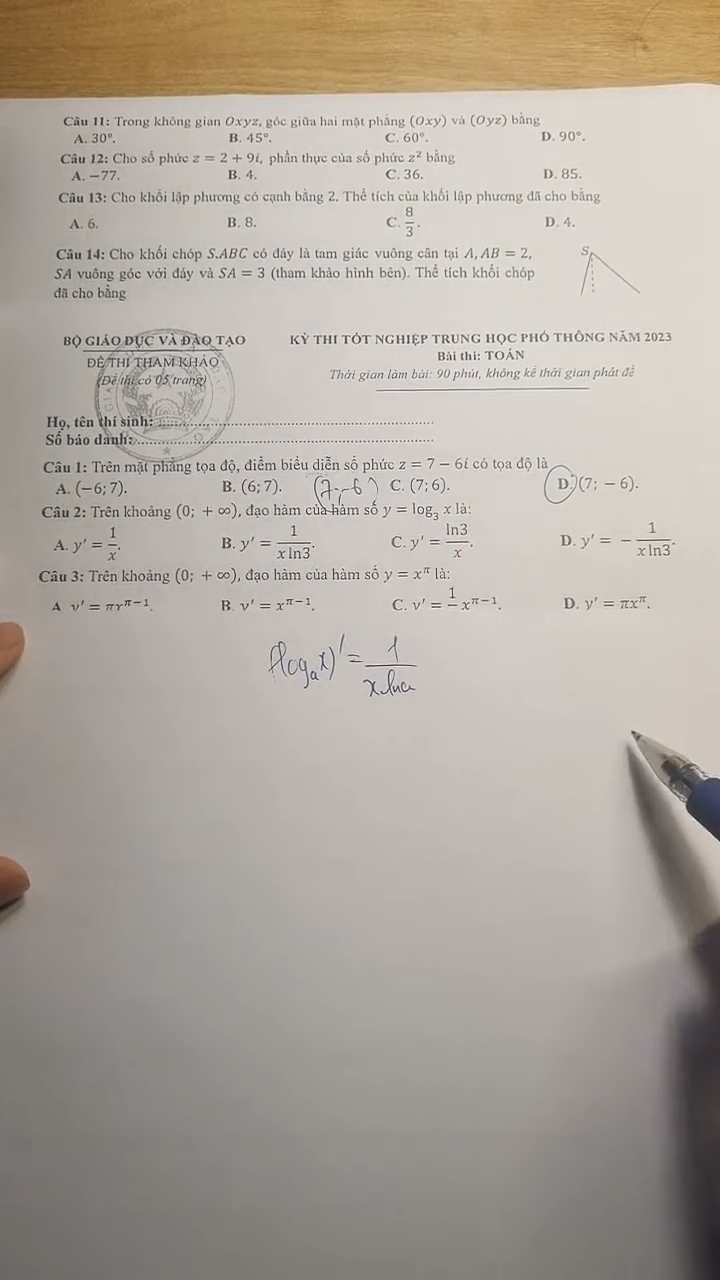 Câu 11: Trong không gian Oxyz, góc giữa hai mặt phẳng (Oxy) và (Oyz) bằng
A. 30°. B. 45°. C. 60°. D. 90°.
Câu 12: Cho số phức z = 2 + 9i, phần thực của số phức z² bằng
A. −77. B. 4. C. 36. D. 85.
Câu 13: Cho khối lập phương có cạnh bằng 2. Thể tích của khối lập phương đã cho bằng
A. 6. B. 8. C. 8/3. D. 4.
Câu 14: Cho khối chóp S.ABC có đáy là tam giác vuông cân tại A, AB = 2,
SA vuông góc với đáy và SA = 3 (tham khảo hình bên). Thể tích khối chóp
đã cho bằng
S
BỘ GIÁO DỤC VÀ ĐÀO TẠO
ĐỀ THI THAM KHẢO
(Đề thi có 05 trang)
KỲ THI TỐT NGHIỆP TRUNG HỌC PHỔ THÔNG NĂM 2023
Bài thi: TOÁN
Thời gian làm bài: 90 phút, không kể thời gian phát đề
Họ, tên thí sinh:
Số báo danh:
Câu 1: Trên mặt phẳng tọa độ, điểm biểu diễn số phức z = 7 − 6i có tọa độ là
A. (−6; 7). B. (6; 7). (7;-6) C. (7; 6). D. (7; − 6).
Câu 2: Trên khoảng (0; +∞), đạo hàm của hàm số y = log₃ x là:
A. y′ = 1/x. B. y′ = 1/(x ln3). C. y′ = ln3/x. D. y′ = − 1/(x ln3).
Câu 3: Trên khoảng (0; +∞), đạo hàm của hàm số y = x^π là:
A y′ = πx^(π−1). B. y′ = x^(π−1). C. y′ = 1/ x^(π−1). D. y′ = πx^π.
(logₐx)′ = 1/(x lna)